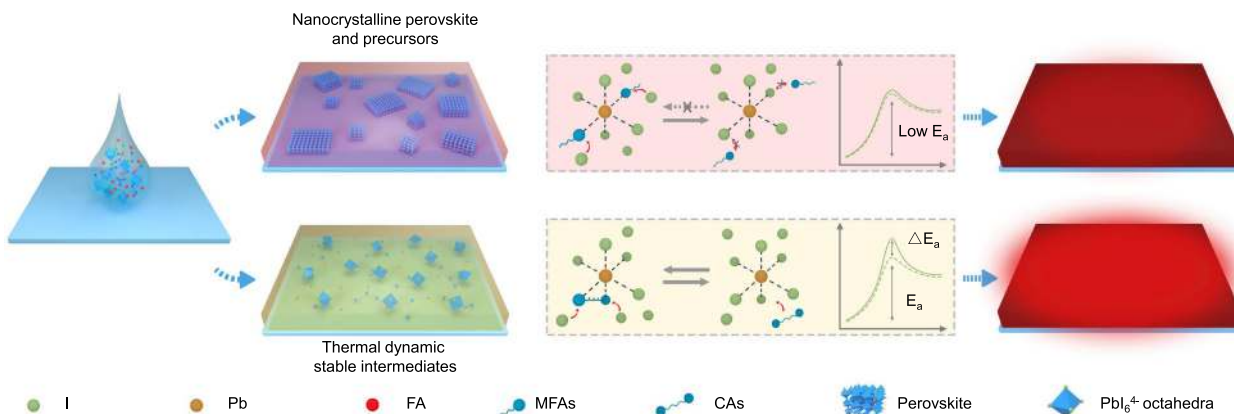 Nanocrystalline perovskite
and precursors
Low Eₐ
△Eₐ
Eₐ
Thermal dynamic
stable intermediates
I
Pb
FA
MFAs
CAs
Perovskite
PbI₆⁴⁻ octahedra